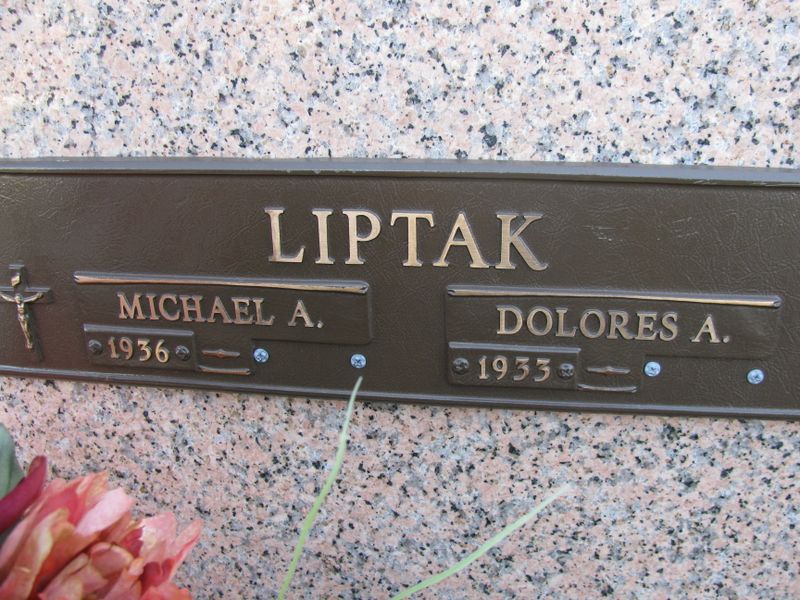 LIPTAK
MICHAEL A.
1936
DOLORES A.
1933